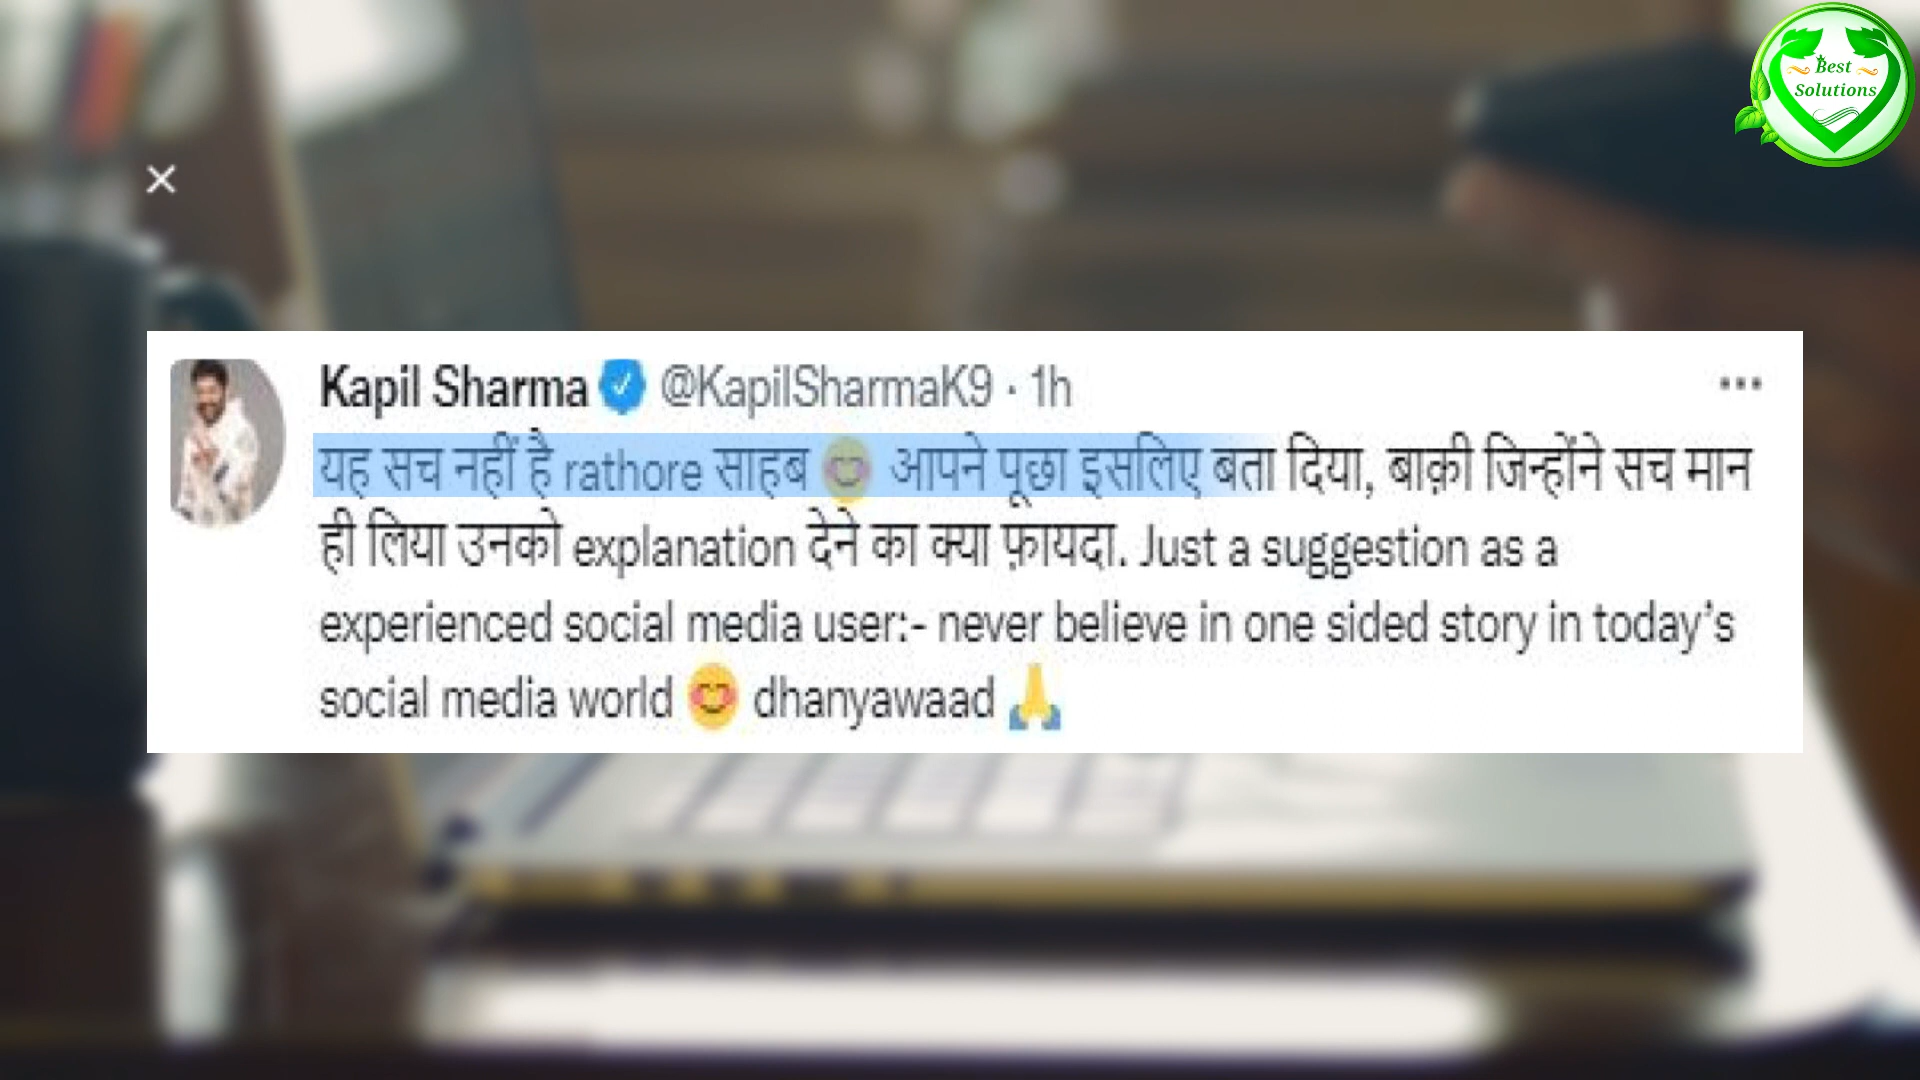 Best
Solutions
Kapil Sharma @KapilSharmaK9 · 1h
यह सच नहीं है rathore साहब 😊 आपने पूछा इसलिए बता दिया, बाक़ी जिन्होंने सच मान
ही लिया उनको explanation देने का क्या फ़ायदा. Just a suggestion as a
experienced social media user:- never believe in one sided story in today's
social media world 😊 dhanyawaad 🙏